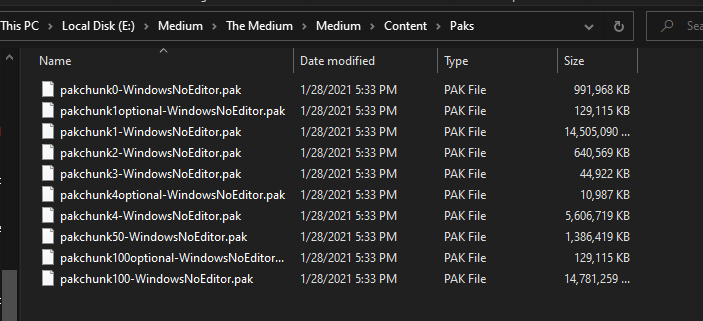 This PC > Local Disk (E:) > Medium > The Medium > Medium > Content > Paks
Name Date modified Type Size
pakchunk0-WindowsNoEditor.pak 1/28/2021 5:33 PM PAK File 991,968 KB
pakchunk1optional-WindowsNoEditor.pak 1/28/2021 5:33 PM PAK File 129,115 KB
pakchunk1-WindowsNoEditor.pak 1/28/2021 5:33 PM PAK File 14,505,090 ...
pakchunk2-WindowsNoEditor.pak 1/28/2021 5:33 PM PAK File 640,569 KB
pakchunk3-WindowsNoEditor.pak 1/28/2021 5:33 PM PAK File 44,922 KB
pakchunk4optional-WindowsNoEditor.pak 1/28/2021 5:33 PM PAK File 10,987 KB
pakchunk4-WindowsNoEditor.pak 1/28/2021 5:33 PM PAK File 5,606,719 KB
pakchunk50-WindowsNoEditor.pak 1/28/2021 5:33 PM PAK File 1,386,419 KB
pakchunk100optional-WindowsNoEditor... 1/28/2021 5:33 PM PAK File 129,115 KB
pakchunk100-WindowsNoEditor.pak 1/28/2021 5:33 PM PAK File 14,781,259 ...